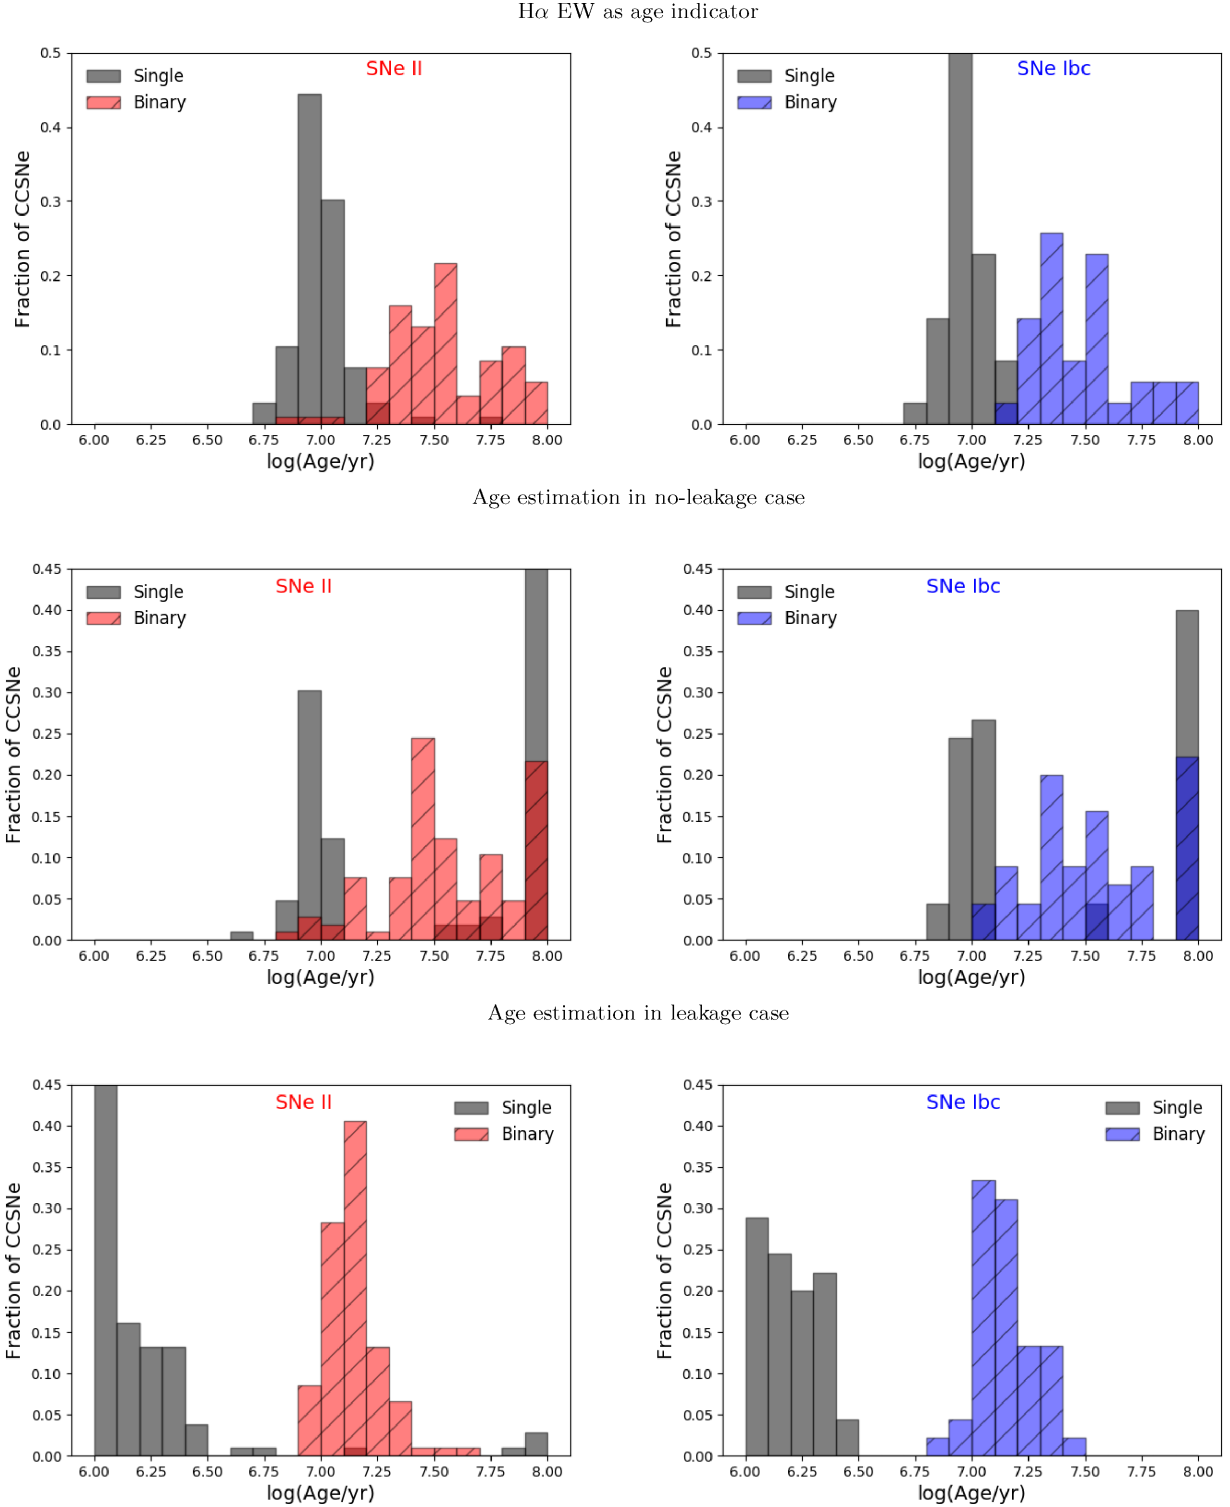 Hα EW as age indicator
SNe II
Single
Binary
0.5
0.4
0.3
0.2
0.1
0.0
Fraction of CCSNe
6.00 6.25 6.50 6.75 7.00 7.25 7.50 7.75 8.00
log(Age/yr)
SNe Ibc
Single
Binary
0.5
0.4
0.3
0.2
0.1
0.0
Fraction of CCSNe
6.00 6.25 6.50 6.75 7.00 7.25 7.50 7.75 8.00
log(Age/yr)
Age estimation in no-leakage case
SNe II
Single
Binary
0.45
0.40
0.35
0.30
0.25
0.20
0.15
0.10
0.05
0.00
Fraction of CCSNe
6.00 6.25 6.50 6.75 7.00 7.25 7.50 7.75 8.00
log(Age/yr)
SNe Ibc
Single
Binary
0.45
0.40
0.35
0.30
0.25
0.20
0.15
0.10
0.05
0.00
Fraction of CCSNe
6.00 6.25 6.50 6.75 7.00 7.25 7.50 7.75 8.00
log(Age/yr)
Age estimation in leakage case
SNe II
Single
Binary
0.45
0.40
0.35
0.30
0.25
0.20
0.15
0.10
0.05
0.00
Fraction of CCSNe
6.00 6.25 6.50 6.75 7.00 7.25 7.50 7.75 8.00
log(Age/yr)
SNe Ibc
Single
Binary
0.45
0.40
0.35
0.30
0.25
0.20
0.15
0.10
0.05
0.00
Fraction of CCSNe
6.00 6.25 6.50 6.75 7.00 7.25 7.50 7.75 8.00
log(Age/yr)